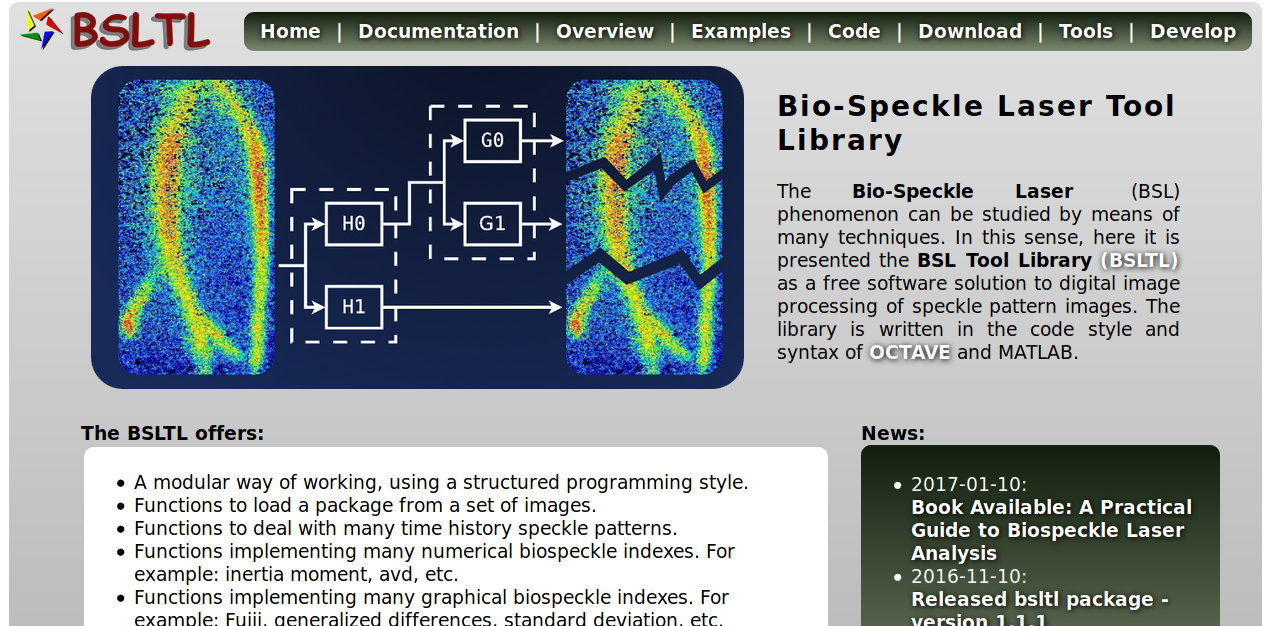 BSLTL
Home | Documentation | Overview | Examples | Code | Download | Tools | Develop
G0
H0
G1
H1
Bio-Speckle Laser Tool
Library
The Bio-Speckle Laser (BSL)
phenomenon can be studied by means of
many techniques. In this sense, here it is
presented the BSL Tool Library (BSLTL)
as a free software solution to digital image
processing of speckle pattern images. The
library is written in the code style and
syntax of OCTAVE and MATLAB.
The BSLTL offers:
• A modular way of working, using a structured programming style.
• Functions to load a package from a set of images.
• Functions to deal with many time history speckle patterns.
• Functions implementing many numerical biospeckle indexes. For
example: inertia moment, avd, etc.
• Functions implementing many graphical biospeckle indexes. For
example: Fujii, generalized differences, standard deviation, etc.
News:
• 2017-01-10:
Book Available: A Practical
Guide to Biospeckle Laser
Analysis
• 2016-11-10:
Released bsltl package -
version 1.1.1